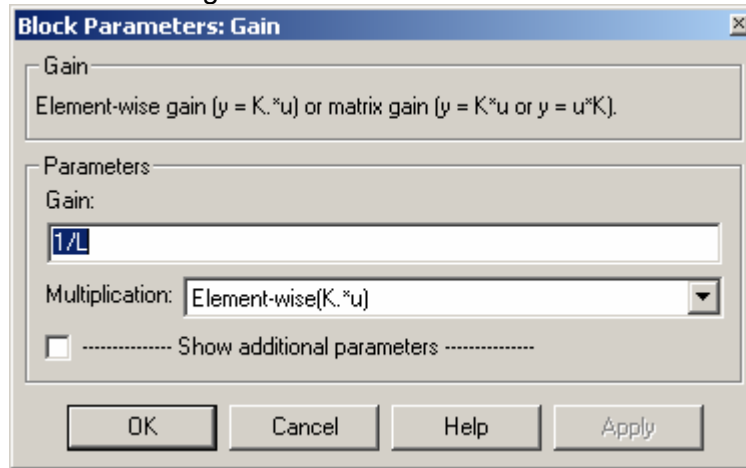 Block Parameters: Gain
Gain
Element-wise gain (y = K.*u) or matrix gain (y = K*u or y = u*K).
Parameters
Gain:
1/L
Multiplication: Element-wise(K.*u)
--------------- Show additional parameters ---------------
OK Cancel Help Apply